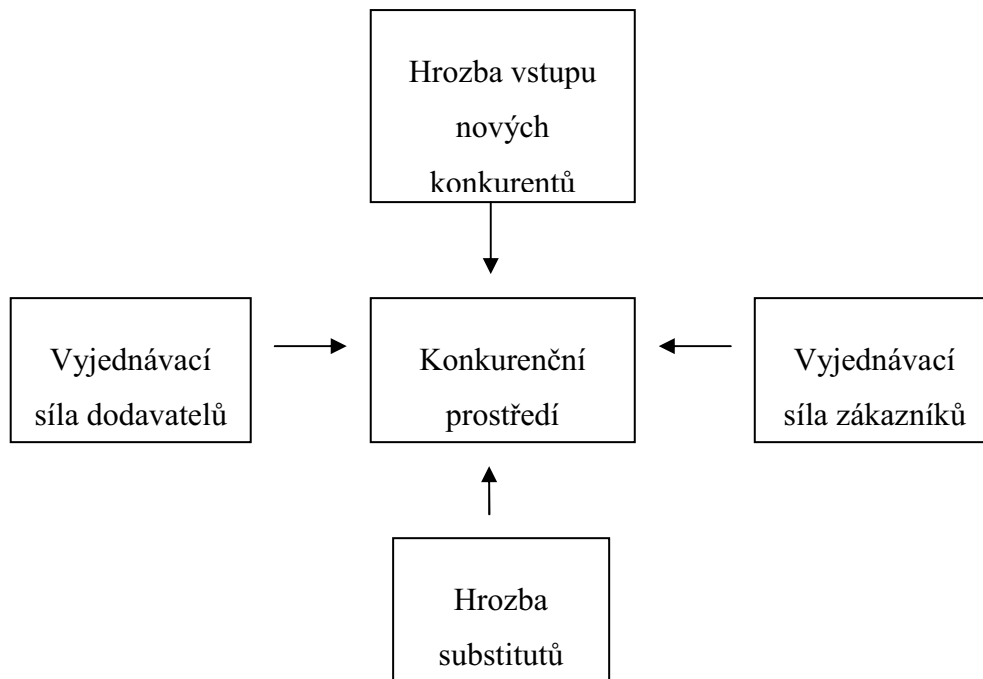 Hrozba vstupu
nových
konkurentů
Vyjednávací
síla dodavatelů
Konkurenční
prostředí
Vyjednávací
síla zákazníků
Hrozba
substitutů